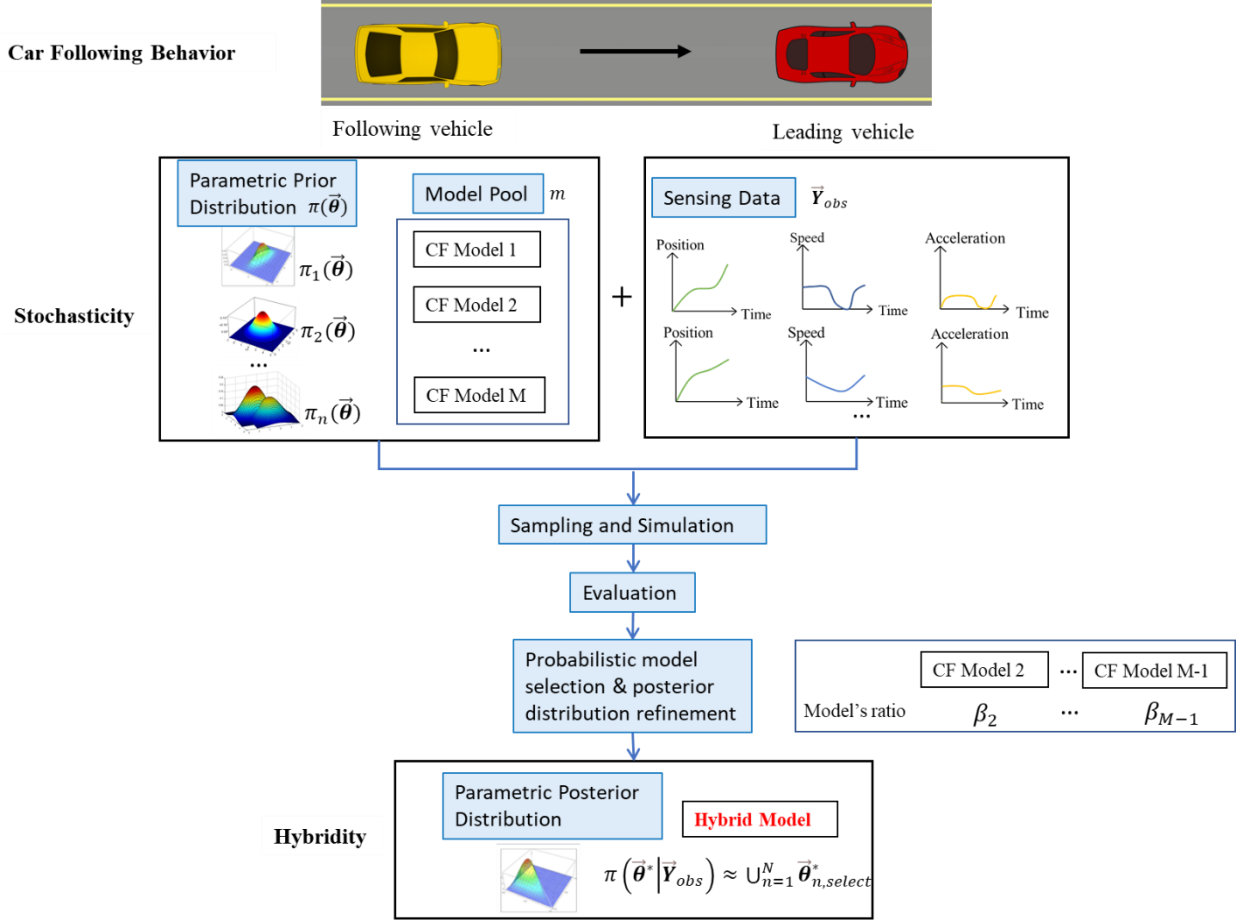 Car Following Behavior
Following vehicle
Leading vehicle
Stochasticity
Parametric Prior
Distribution π(θ⃗)
π₁(θ⃗)
π₂(θ⃗)
...
πₙ(θ⃗)
Model Pool m
CF Model 1
CF Model 2
...
CF Model M
+
Sensing Data Y⃗obs
Position
Time
Speed
Time
Acceleration
Time
Position
Time
Speed
Time
Acceleration
Time
...
Sampling and Simulation
Evaluation
Probabilistic model
selection & posterior
distribution refinement
CF Model 2 ... CF Model M-1
Model’s ratio β₂ ... β_{M−1}
Hybridity
Parametric Posterior
Distribution
Hybrid Model
π(θ⃗*|Y⃗obs) ≈ ⋃ₙ₌₁ᴺ θ⃗*ₙ,select